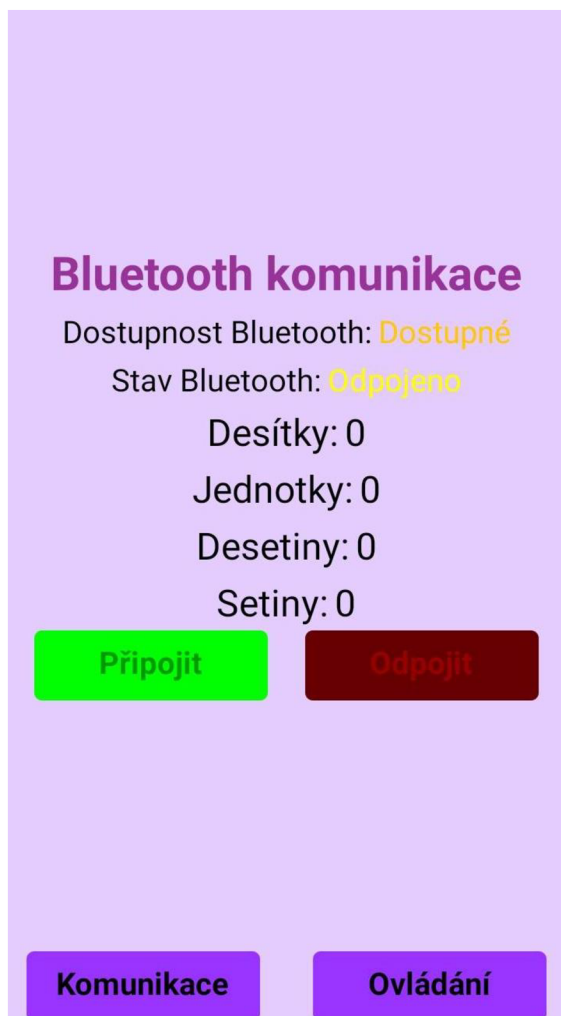 Bluetooth komunikace
Dostupnost Bluetooth: Dostupné
Stav Bluetooth: Odpojeno
Desítky: 0
Jednotky: 0
Desetiny: 0
Setiny: 0
Připojit Odpojit
Komunikace Ovládání